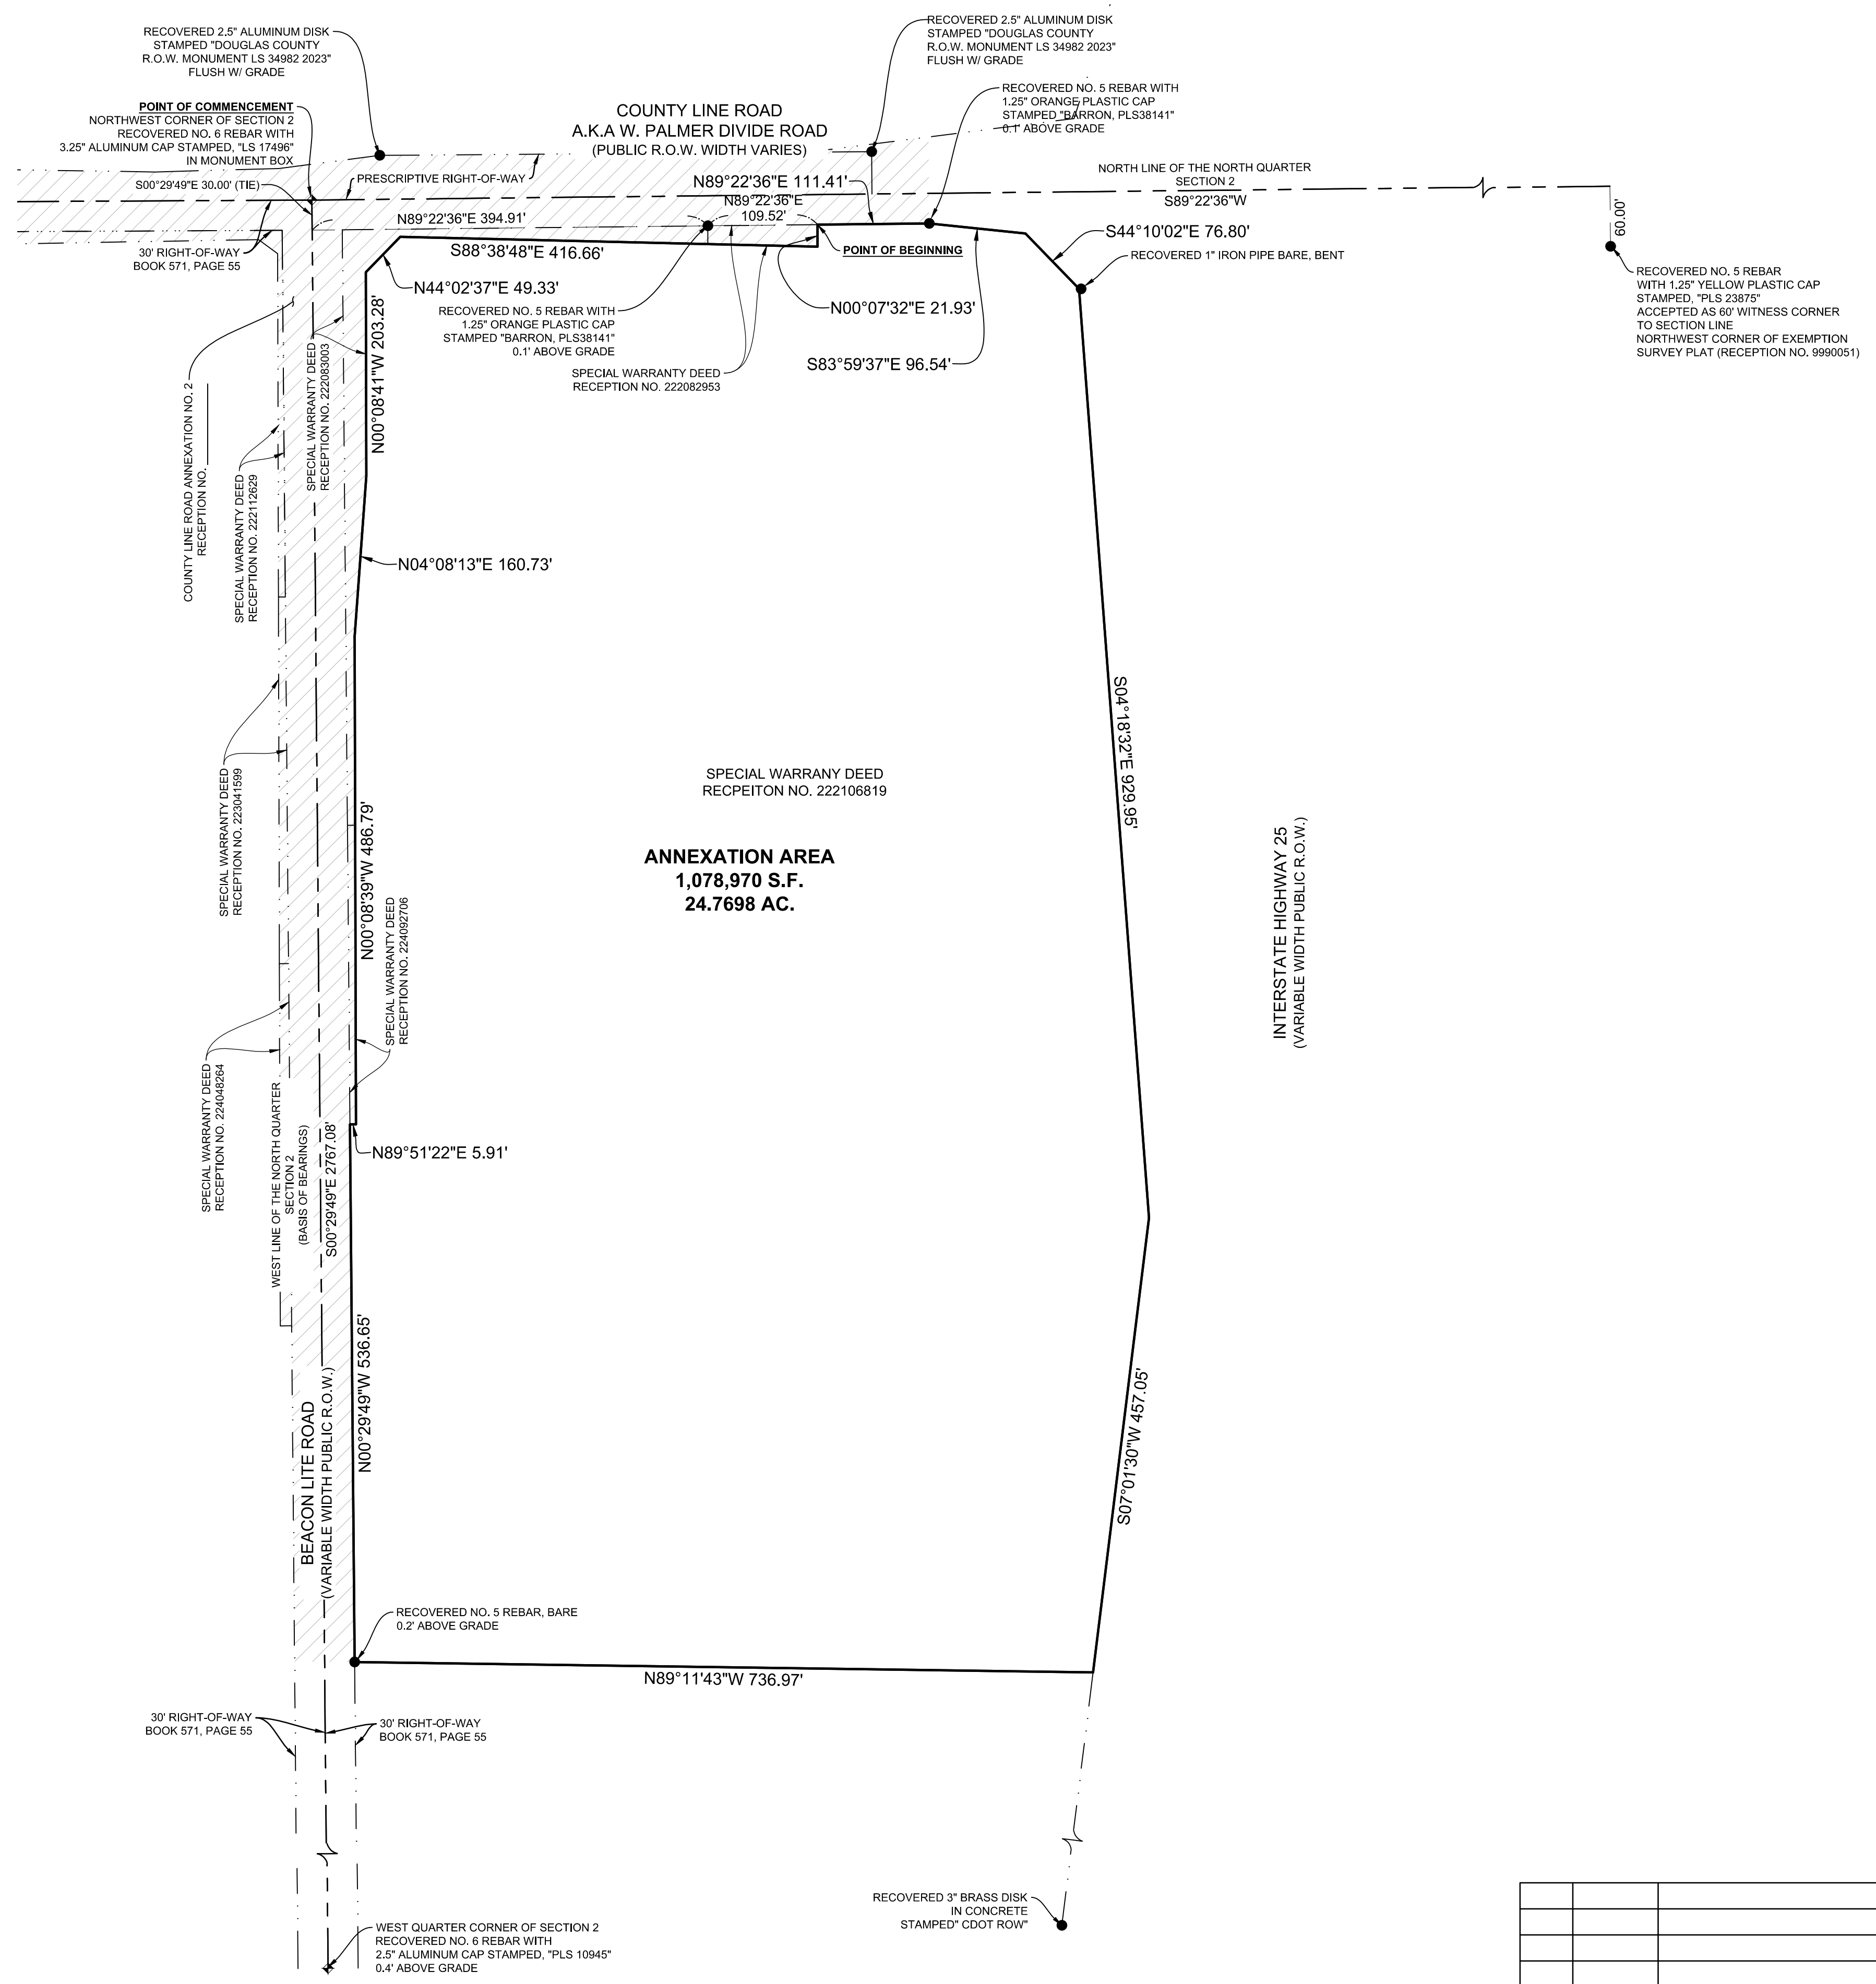 RECOVERED 2.5" ALUMINUM DISK
STAMPED "DOUGLAS COUNTY
R.O.W. MONUMENT LS 34982 2023"
FLUSH W/ GRADE
RECOVERED 2.5" ALUMINUM DISK
STAMPED "DOUGLAS COUNTY
R.O.W. MONUMENT LS 34982 2023"
FLUSH W/ GRADE
POINT OF COMMENCEMENT
NORTHWEST CORNER OF SECTION 2
RECOVERED NO. 6 REBAR WITH
3.25" ALUMINUM CAP STAMPED, "LS 17496"
IN MONUMENT BOX
COUNTY LINE ROAD
A.K.A W. PALMER DIVIDE ROAD
(PUBLIC R.O.W. WIDTH VARIES)
RECOVERED NO. 5 REBAR WITH
1.25" ORANGE PLASTIC CAP
STAMPED "BARRON, PLS38141"
0.1' ABOVE GRADE
S00°29'49"E 30.00' (TIE)
PRESCRIPTIVE RIGHT-OF-WAY
N89°22'36"E 111.41'
NORTH LINE OF THE NORTH QUARTER
SECTION 2
S89°22'36"W
60.00'
N89°22'36"E 394.91'
N89°22'36"E
109.52'
30' RIGHT-OF-WAY
BOOK 571, PAGE 55
S88°38'48"E 416.66'
POINT OF BEGINNING
S44°10'02"E 76.80'
RECOVERED 1" IRON PIPE BARE, BENT
RECOVERED NO. 5 REBAR
WITH 1.25" YELLOW PLASTIC CAP
STAMPED, "PLS 23875"
ACCEPTED AS 60' WITNESS CORNER
TO SECTION LINE
NORTHWEST CORNER OF EXEMPTION
SURVEY PLAT (RECEPTION NO. 9990051)
N44°02'37"E 49.33'
RECOVERED NO. 5 REBAR WITH
1.25" ORANGE PLASTIC CAP
STAMPED "BARRON, PLS38141"
0.1' ABOVE GRADE
N00°07'32"E 21.93'
S83°59'37"E 96.54'
SPECIAL WARRANTY DEED
RECEPTION NO. 222082953
N00°08'41"W 203.28'
SPECIAL WARRANTY DEED
RECEPTION NO. 222083003
COUNTY LINE ROAD ANNEXATION NO. 2
RECEPTION NO. ________
SPECIAL WARRANTY DEED
RECEPTION NO. 222112629
N04°08'13"E 160.73'
SPECIAL WARRANTY DEED
RECEPTION NO. 223041599
N00°08'39"W 486.79'
SPECIAL WARRANTY DEED
RECEPTION NO. 224092706
SPECIAL WARRANY DEED
RECPEITON NO. 222106819
ANNEXATION AREA
1,078,970 S.F.
24.7698 AC.
S04°18'32"E 929.95'
INTERSTATE HIGHWAY 25
(VARIABLE WIDTH PUBLIC R.O.W.)
SPECIAL WARRANTY DEED
RECEPTION NO. 224048264
WEST LINE OF THE NORTH QUARTER
SECTION 2
(BASIS OF BEARINGS)
S00°29'49"E 2767.08'
N89°51'22"E 5.91'
N00°29'49"W 536.65'
BEACON LITE ROAD
(VARIABLE WIDTH PUBLIC R.O.W.)
S07°01'30"W 457.05'
RECOVERED NO. 5 REBAR, BARE
0.2' ABOVE GRADE
N89°11'43"W 736.97'
30' RIGHT-OF-WAY
BOOK 571, PAGE 55
30' RIGHT-OF-WAY
BOOK 571, PAGE 55
RECOVERED 3" BRASS DISK
IN CONCRETE
STAMPED" CDOT ROW"
WEST QUARTER CORNER OF SECTION 2
RECOVERED NO. 6 REBAR WITH
2.5" ALUMINUM CAP STAMPED, "PLS 10945"
0.4' ABOVE GRADE